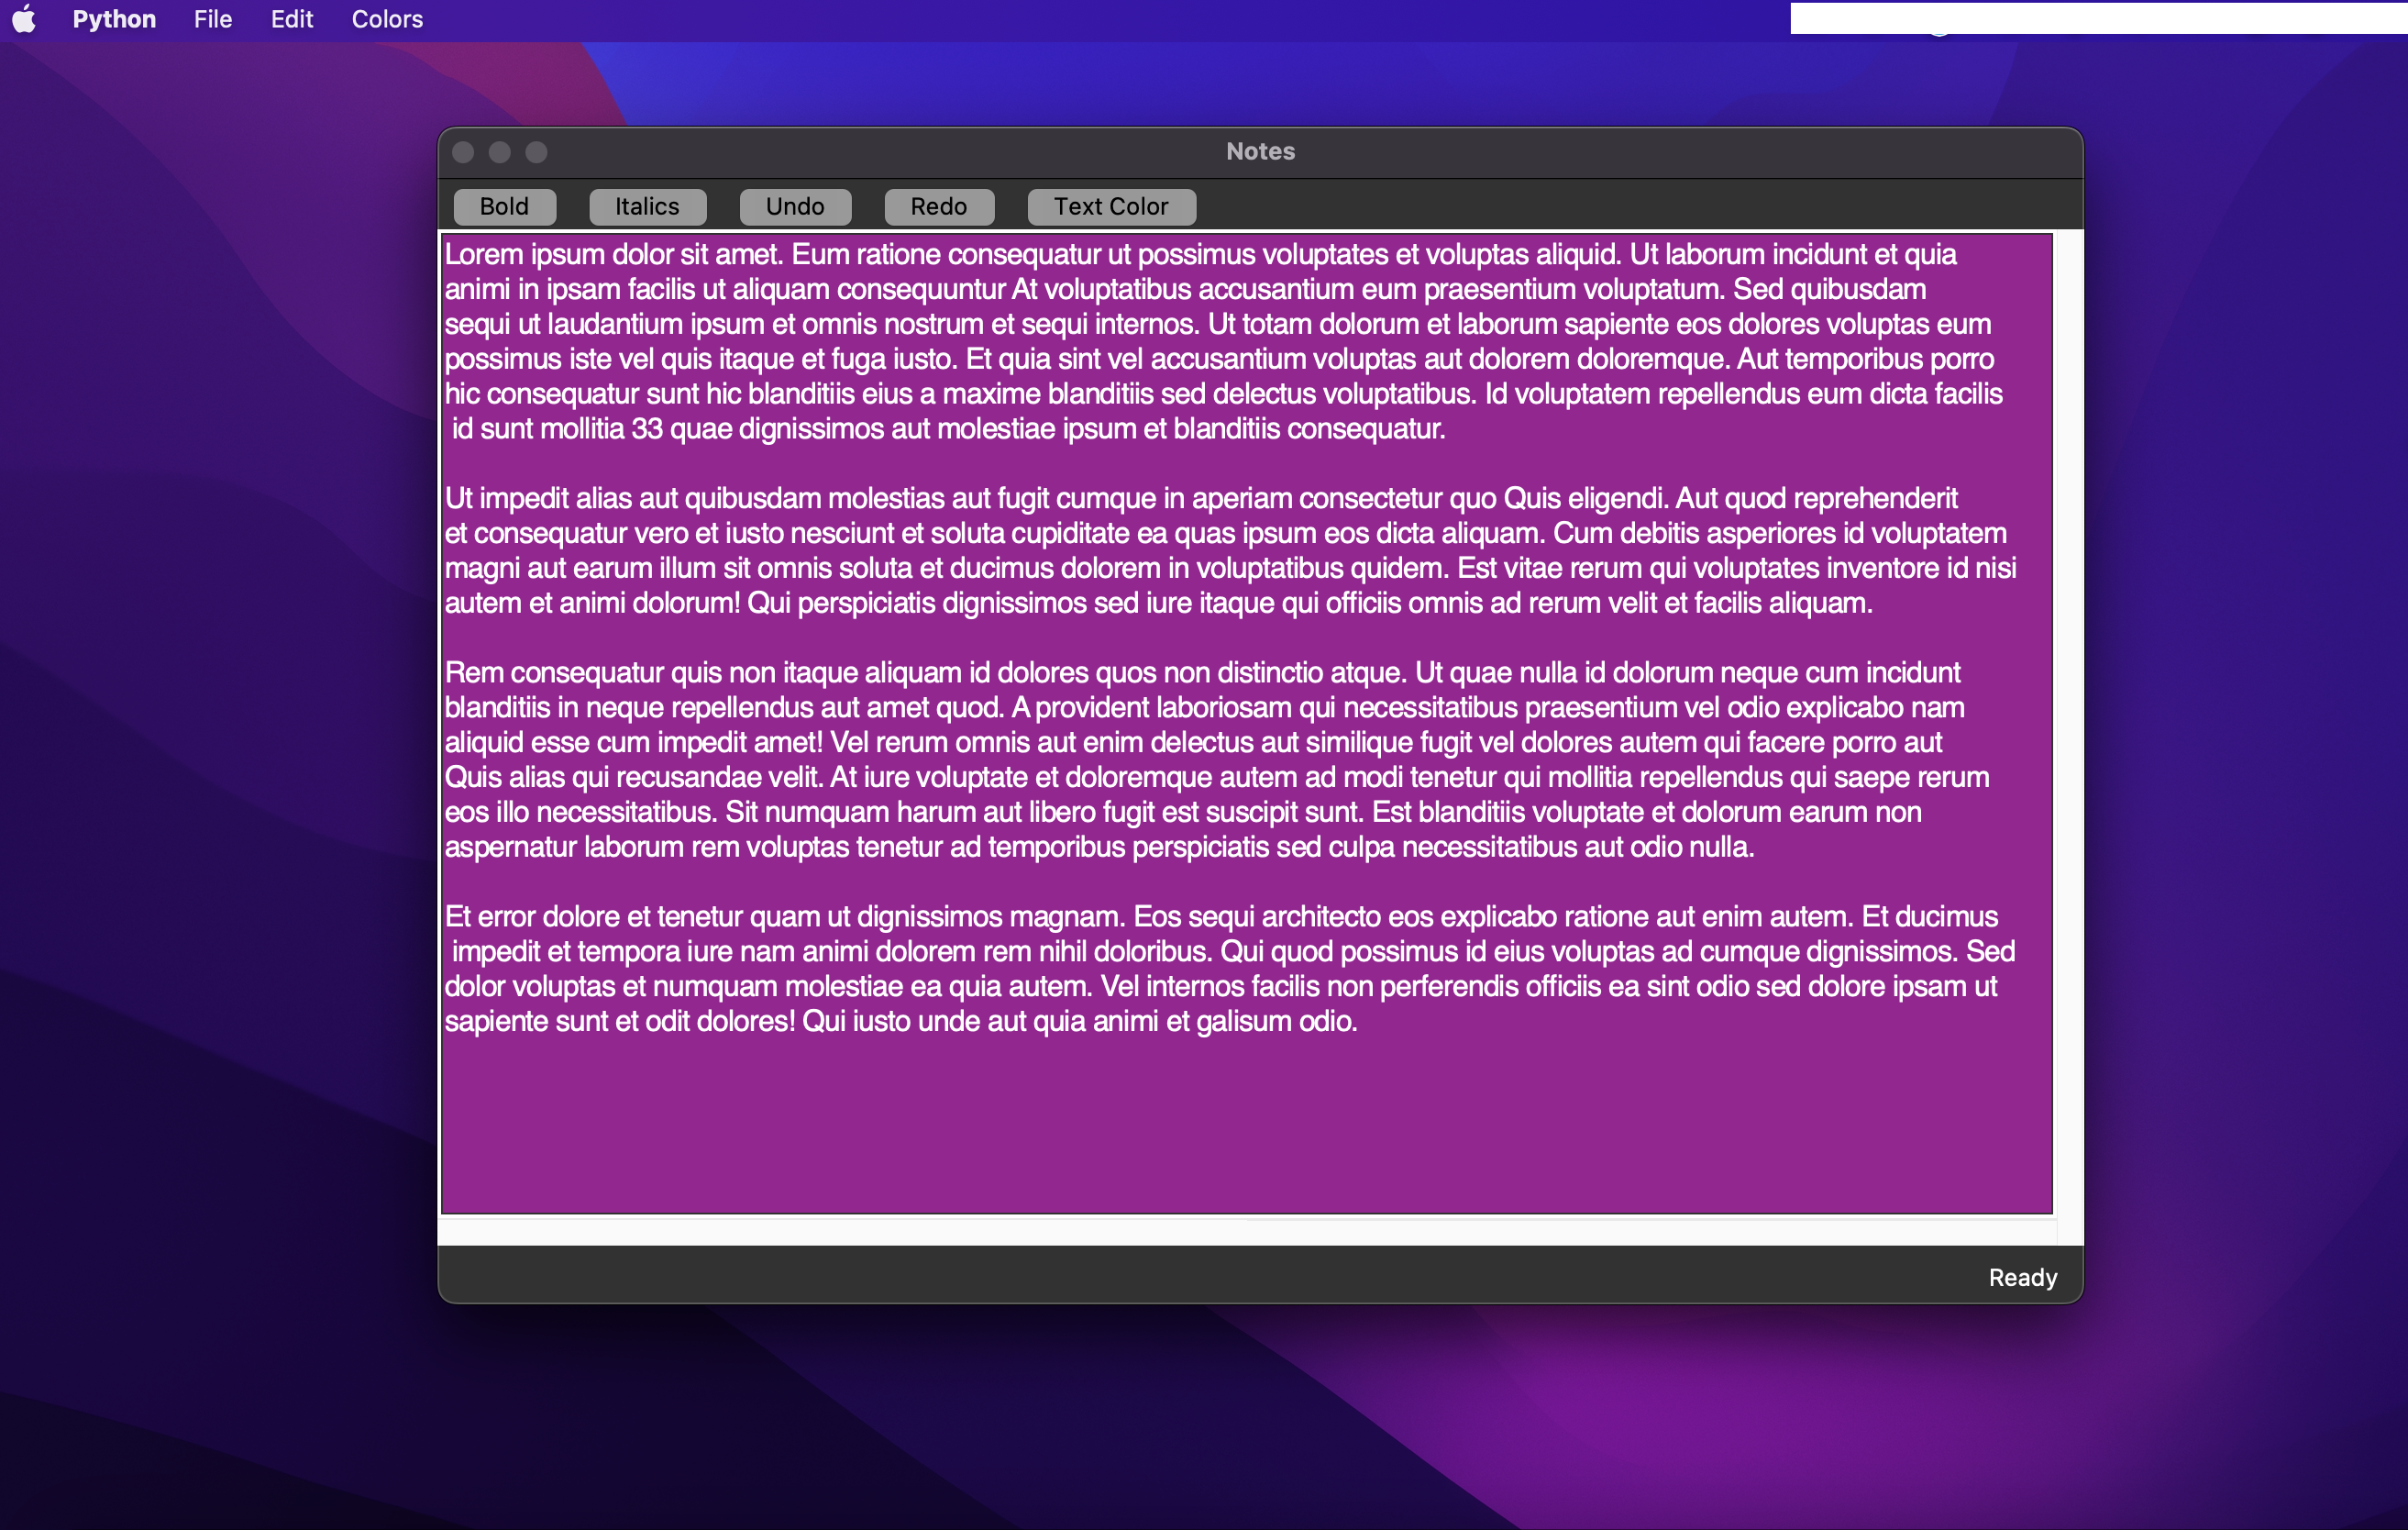 Python File Edit Colors
Notes
Bold Italics Undo Redo Text Color
Lorem ipsum dolor sit amet. Eum ratione consequatur ut possimus voluptates et voluptas aliquid. Ut laborum incidunt et quia
animi in ipsam facilis ut aliquam consequuntur At voluptatibus accusantium eum praesentium voluptatum. Sed quibusdam
sequi ut laudantium ipsum et omnis nostrum et sequi internos. Ut totam dolorum et laborum sapiente eos dolores voluptas eum
possimus iste vel quis itaque et fuga iusto. Et quia sint vel accusantium voluptas aut dolorem doloremque. Aut temporibus porro
hic consequatur sunt hic blanditiis eius a maxime blanditiis sed delectus voluptatibus. Id voluptatem repellendus eum dicta facilis
id sunt mollitia 33 quae dignissimos aut molestiae ipsum et blanditiis consequatur.
Ut impedit alias aut quibusdam molestias aut fugit cumque in aperiam consectetur quo Quis eligendi. Aut quod reprehenderit
et consequatur vero et iusto nesciunt et soluta cupiditate ea quas ipsum eos dicta aliquam. Cum debitis asperiores id voluptatem
magni aut earum illum sit omnis soluta et ducimus dolorem in voluptatibus quidem. Est vitae rerum qui voluptates inventore id nisi
autem et animi dolorum! Qui perspiciatis dignissimos sed iure itaque qui officiis omnis ad rerum velit et facilis aliquam.
Rem consequatur quis non itaque aliquam id dolores quos non distinctio atque. Ut quae nulla id dolorum neque cum incidunt
blanditiis in neque repellendus aut amet quod. A provident laboriosam qui necessitatibus praesentium vel odio explicabo nam
aliquid esse cum impedit amet! Vel rerum omnis aut enim delectus aut similique fugit vel dolores autem qui facere porro aut
Quis alias qui recusandae velit. At iure voluptate et doloremque autem ad modi tenetur qui mollitia repellendus qui saepe rerum
eos illo necessitatibus. Sit numquam harum aut libero fugit est suscipit sunt. Est blanditiis voluptate et dolorum earum non
aspernatur laborum rem voluptas tenetur ad temporibus perspiciatis sed culpa necessitatibus aut odio nulla.
Et error dolore et tenetur quam ut dignissimos magnam. Eos sequi architecto eos explicabo ratione aut enim autem. Et ducimus
impedit et tempora iure nam animi dolorem rem nihil doloribus. Qui quod possimus id eius voluptas ad cumque dignissimos. Sed
dolor voluptas et numquam molestiae ea quia autem. Vel internos facilis non perferendis officiis ea sint odio sed dolore ipsam ut
sapiente sunt et odit dolores! Qui iusto unde aut quia animi et galisum odio.
Ready